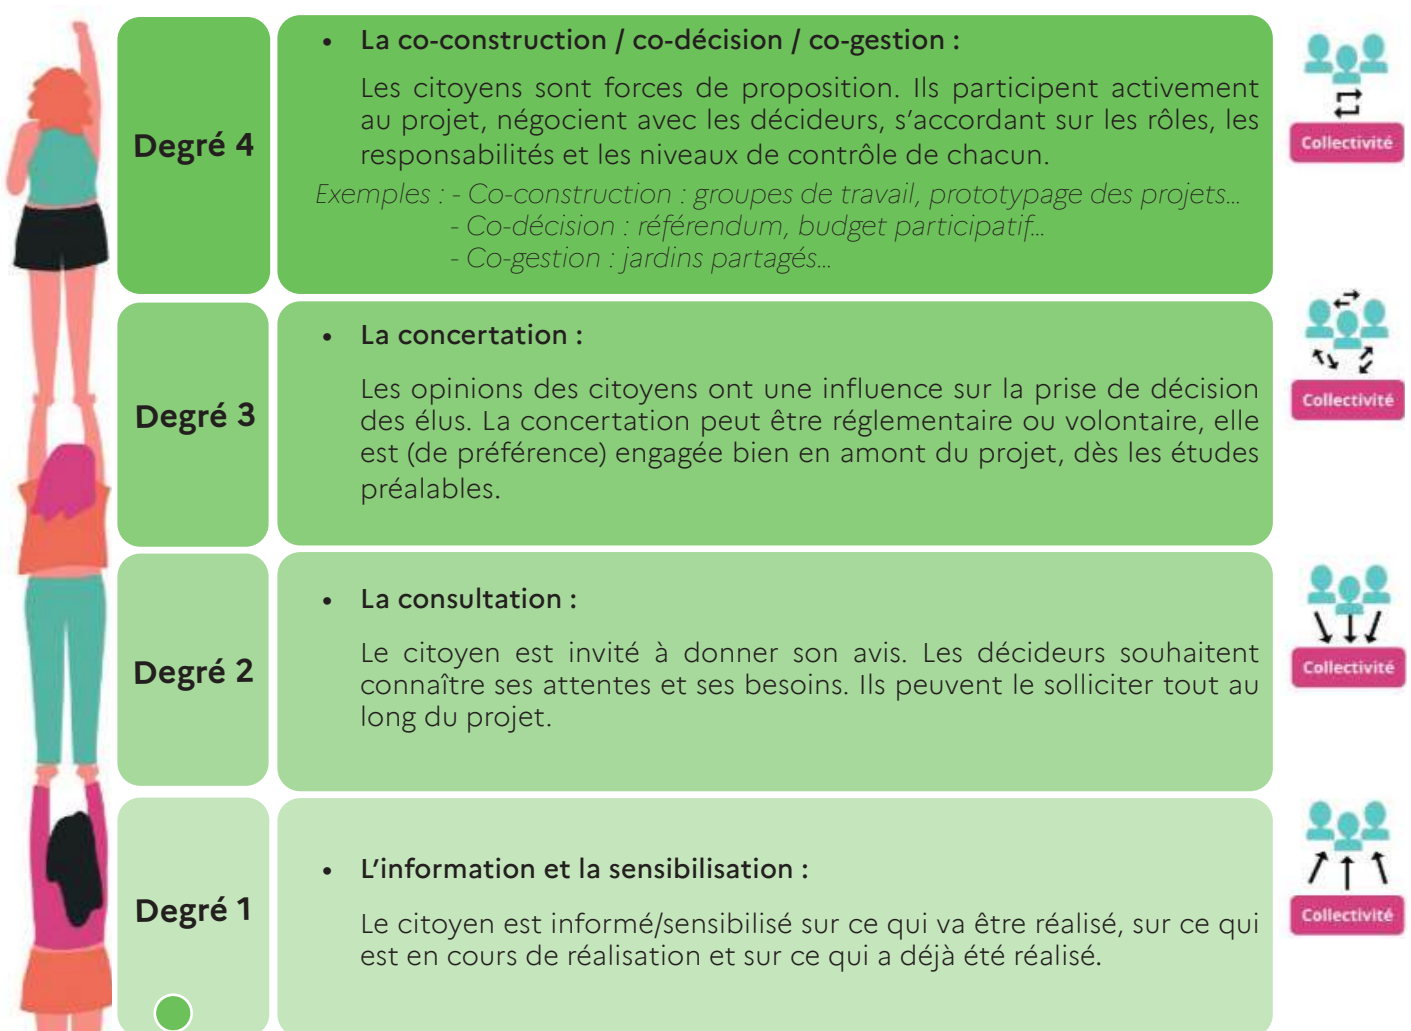 Degré 4
• La co-construction / co-décision / co-gestion :
Les citoyens sont forces de proposition. Ils participent activement
au projet, négocient avec les décideurs, s’accordant sur les rôles, les
responsabilités et les niveaux de contrôle de chacun.
Exemples : - Co-construction : groupes de travail, prototypage des projets...
- Co-décision : référendum, budget participatif...
- Co-gestion : jardins partagés...
Collectivité
Degré 3
• La concertation :
Les opinions des citoyens ont une influence sur la prise de décision
des élus. La concertation peut être réglementaire ou volontaire, elle
est (de préférence) engagée bien en amont du projet, dès les études
préalables.
Collectivité
Degré 2
• La consultation :
Le citoyen est invité à donner son avis. Les décideurs souhaitent
connaître ses attentes et ses besoins. Ils peuvent le solliciter tout au
long du projet.
Collectivité
Degré 1
• L’information et la sensibilisation :
Le citoyen est informé/sensibilisé sur ce qui va être réalisé, sur ce qui
est en cours de réalisation et sur ce qui a déjà été réalisé.
Collectivité